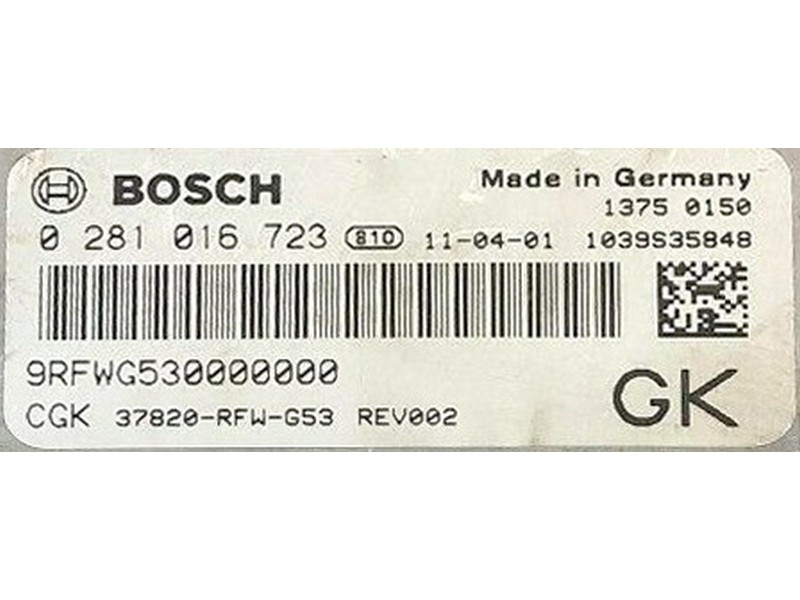 BOSCH
Made in Germany
1375 0150
0 281 016 723 810 11-04-01 1039S35848
9RFWG530000000
CGK 37820-RFW-G53 REV002
GK